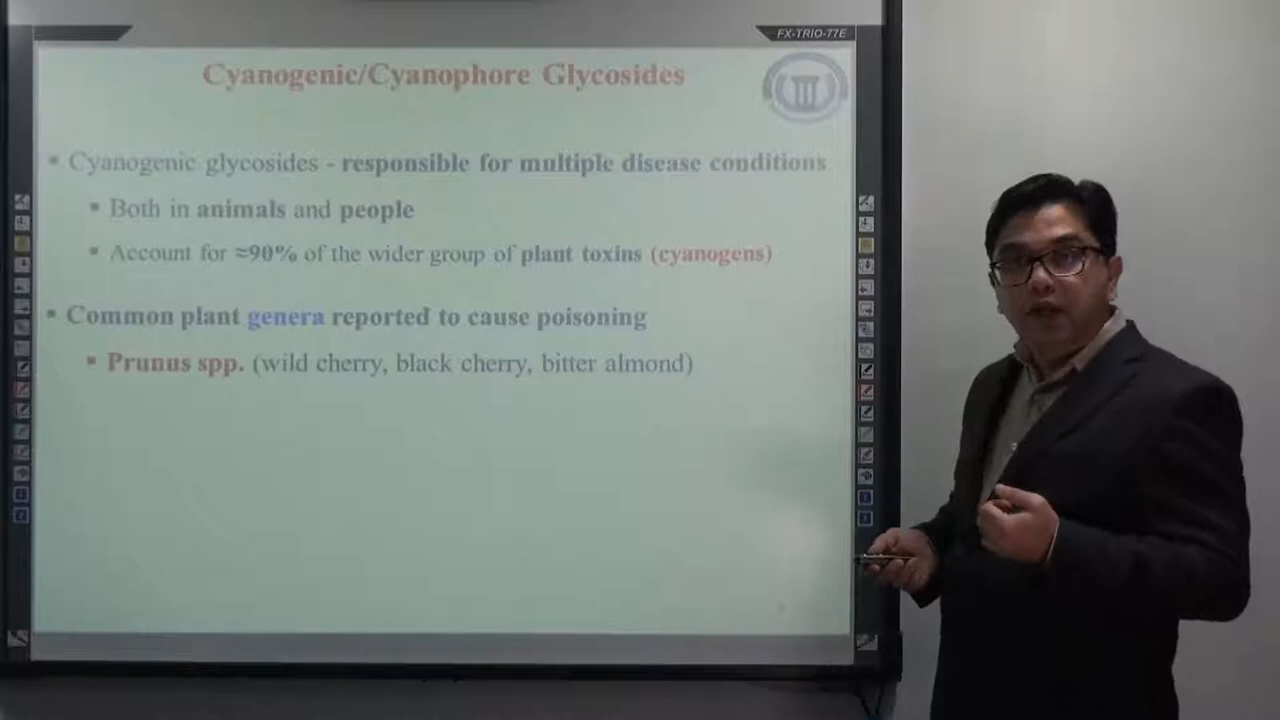 FX-TRIO-77E
Cyanogenic/Cyanophore Glycosides
▪ Cyanogenic glycosides - responsible for multiple disease conditions
▪ Both in animals and people
▪ Account for ≈90% of the wider group of plant toxins (cyanogens)
▪ Common plant genera reported to cause poisoning
▪ Prunus spp. (wild cherry, black cherry, bitter almond)